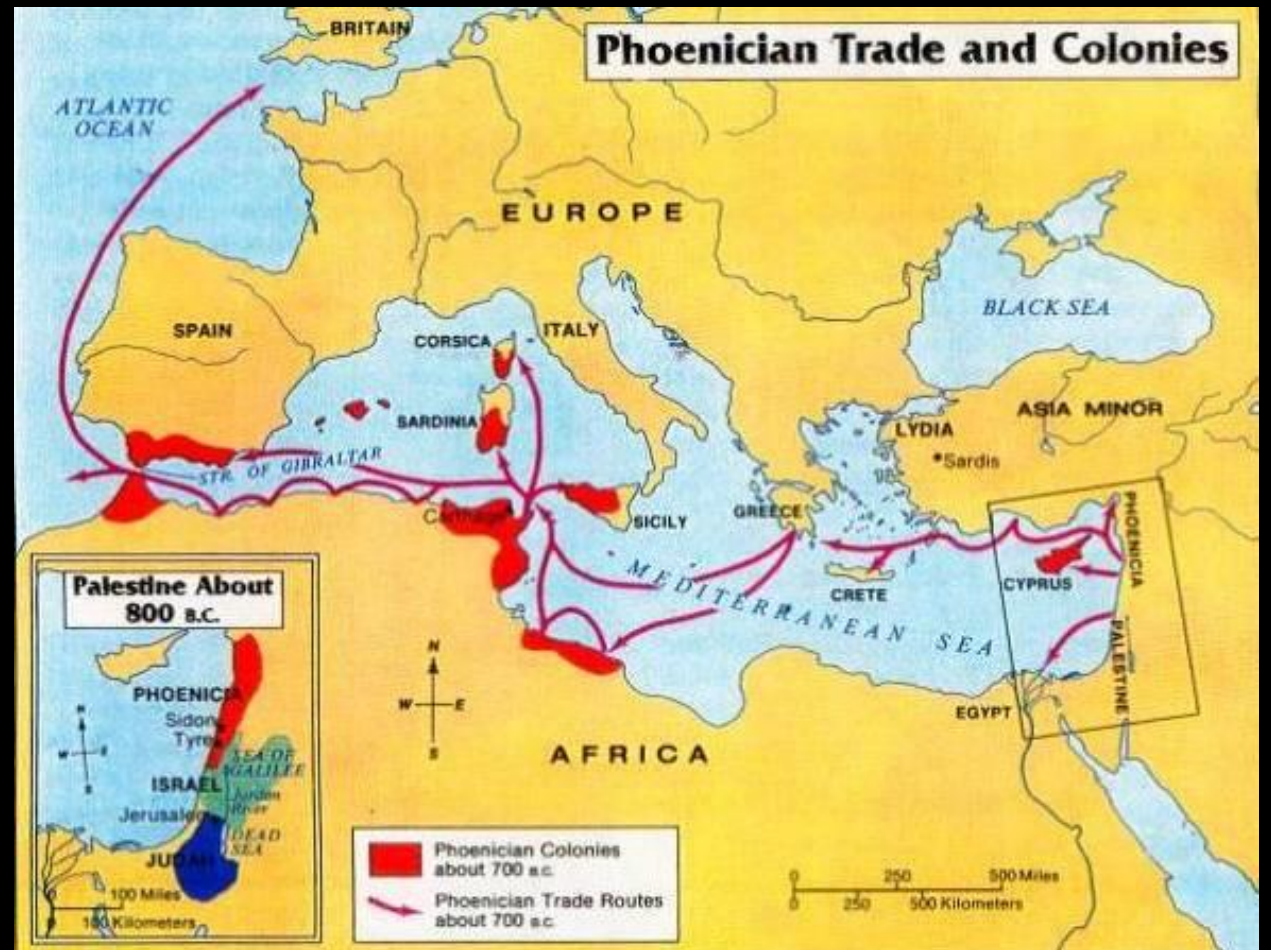 Phoenician Trade and Colonies
BRITAIN
ATLANTIC
OCEAN
EUROPE
BLACK SEA
SPAIN
CORSICA
ITALY
SARDINIA
ASIA MINOR
LYDIA
Sardis
STR. OF GIBRALTAR
Carthage
SICILY
GREECE
PHOENICIA
CYPRUS
CRETE
MEDITERRANEAN SEA
PALESTINE
EGYPT
AFRICA
N
W E
S
Palestine About
800 B.C.
PHOENICIA
Sidon
Tyre
N
W E
S
SEA OF
GALILEE
ISRAEL
Jordan
River
Jerusalem
DEAD
SEA
JUDAH
0 100 Miles
0 100 Kilometers
Phoenician Colonies
about 700 B.C.
Phoenician Trade Routes
about 700 B.C.
0 250 500 Miles
0 250 500 Kilometers